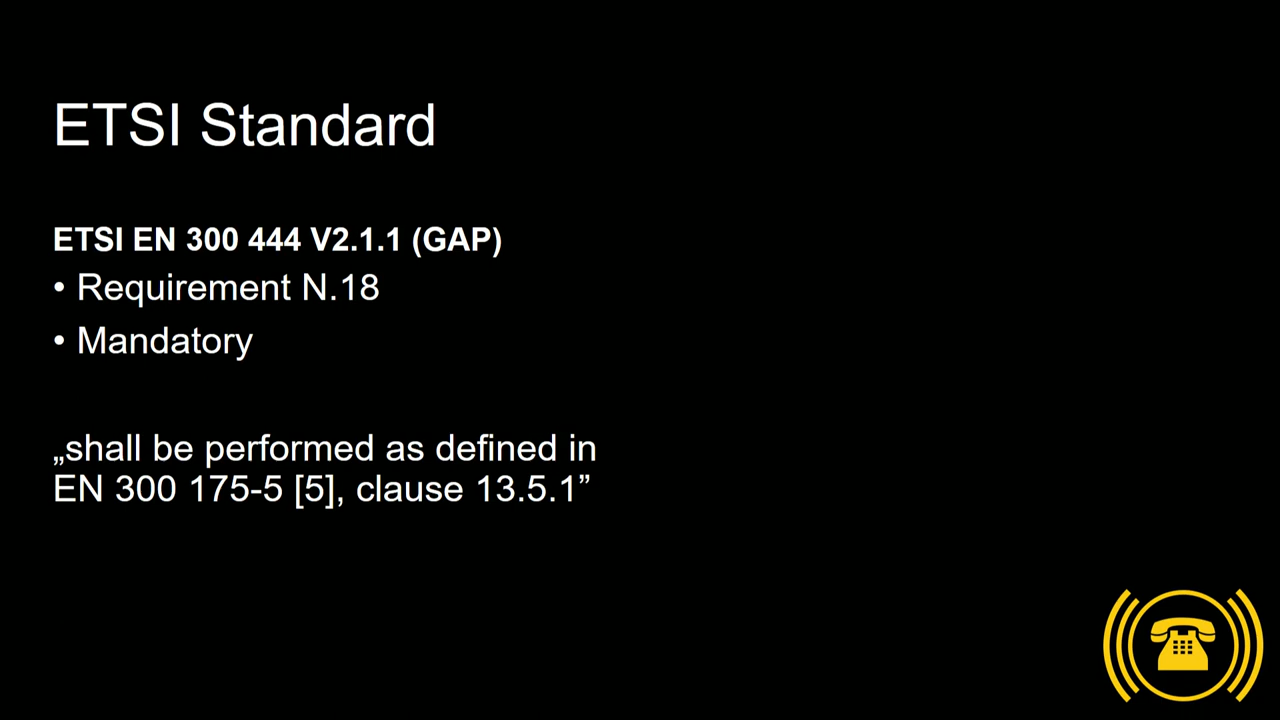 ETSI Standard
ETSI EN 300 444 V2.1.1 (GAP)
• Requirement N.18
• Mandatory
„shall be performed as defined in
EN 300 175-5 [5], clause 13.5.1”